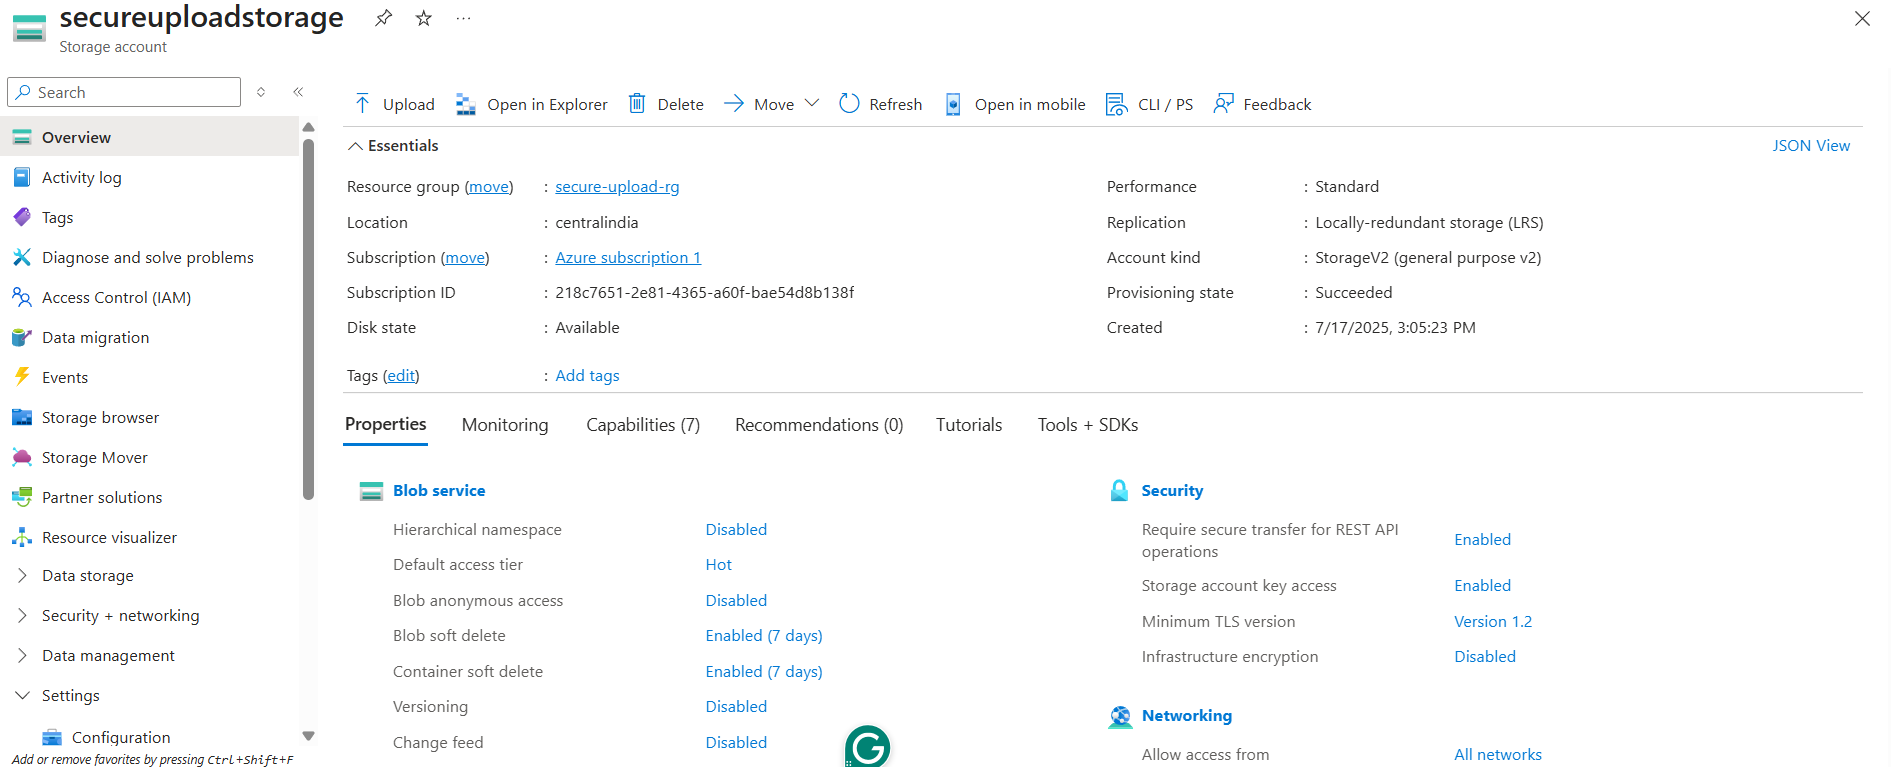 secureuploadstorage
Storage account
Search
Overview
Activity log
Tags
Diagnose and solve problems
Access Control (IAM)
Data migration
Events
Storage browser
Storage Mover
Partner solutions
Resource visualizer
Data storage
Security + networking
Data management
Settings
Configuration
Add or remove favorites by pressing Ctrl+Shift+F
Upload Open in Explorer Delete Move Refresh Open in mobile CLI / PS Feedback
Essentials JSON View
Resource group (move) : secure-upload-rg
Location : centralindia
Subscription (move) : Azure subscription 1
Subscription ID : 218c7651-2e81-4365-a60f-bae54d8b138f
Disk state : Available
Tags (edit) : Add tags
Performance : Standard
Replication : Locally-redundant storage (LRS)
Account kind : StorageV2 (general purpose v2)
Provisioning state : Succeeded
Created : 7/17/2025, 3:05:23 PM
Properties Monitoring Capabilities (7) Recommendations (0) Tutorials Tools + SDKs
Blob service
Hierarchical namespace Disabled
Default access tier Hot
Blob anonymous access Disabled
Blob soft delete Enabled (7 days)
Container soft delete Enabled (7 days)
Versioning Disabled
Change feed Disabled
Security
Require secure transfer for REST API
operations Enabled
Storage account key access Enabled
Minimum TLS version Version 1.2
Infrastructure encryption Disabled
Networking
Allow access from All networks
G